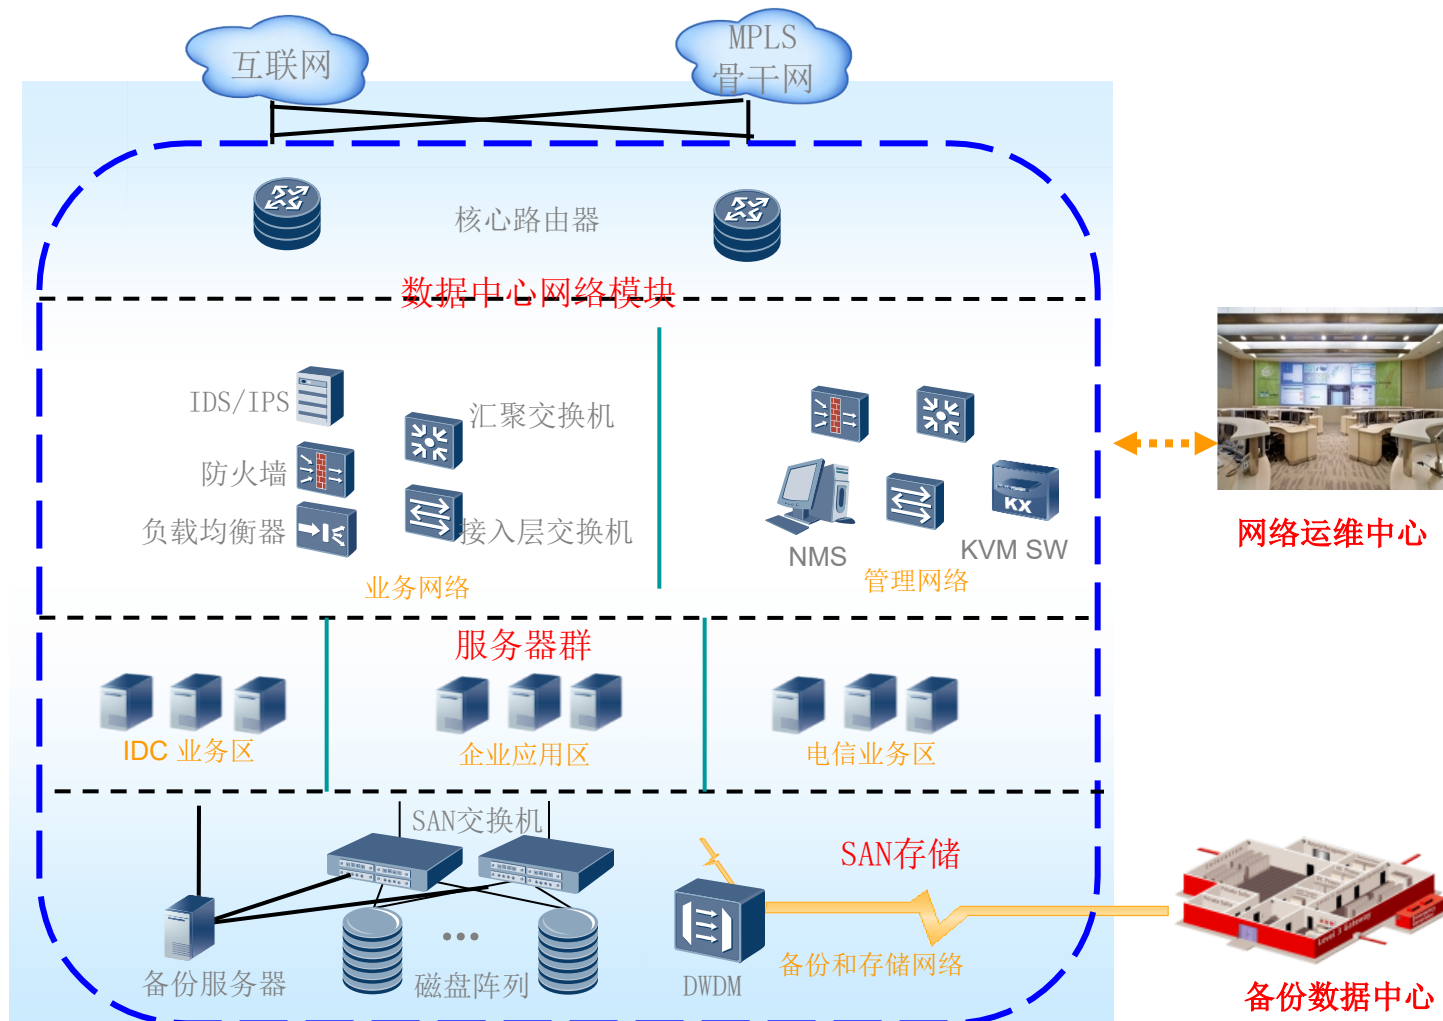 互联网
MPLS
骨干网
核心路由器
数据中心网络模块
IDS/IPS
汇聚交换机
防火墙
负载均衡器
接入层交换机
业务网络
NMS
KX
KVM SW
管理网络
网络运维中心
服务器群
IDC 业务区
企业应用区
电信业务区
SAN交换机
SAN存储
备份服务器
•••
磁盘阵列
DWDM
备份和存储网络
Level 3 Gateway
备份数据中心